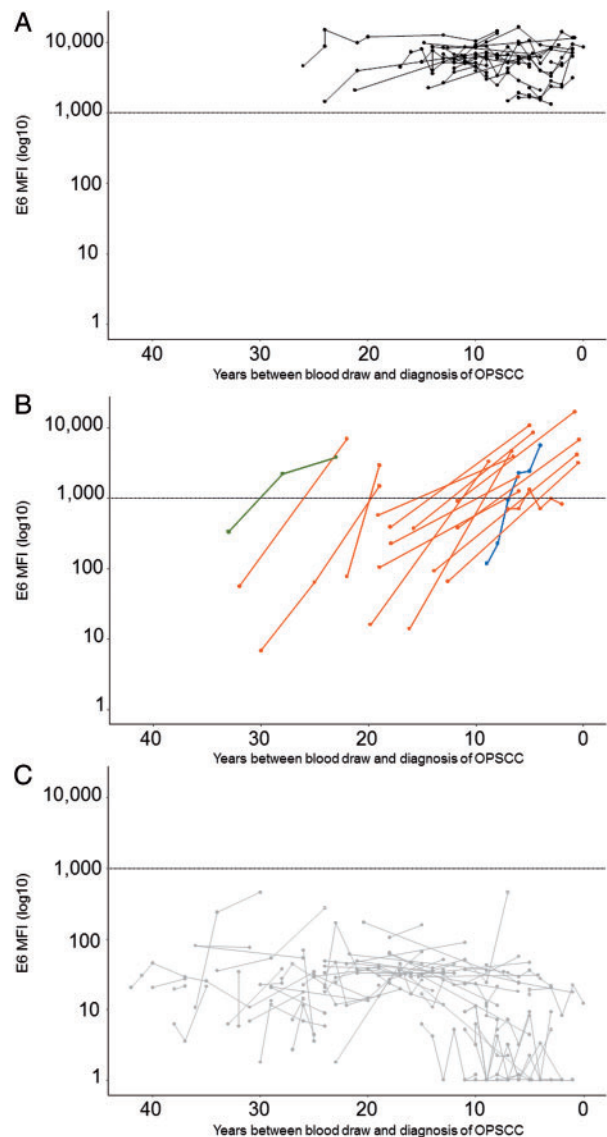 A
10,000
1,000
100
10
1
E6 MFI (log10)
40 30 20 10 0
Years between blood draw and diagnosis of OPSCC
B
10,000
1,000
100
10
1
E6 MFI (log10)
40 30 20 10 0
Years between blood draw and diagnosis of OPSCC
C
10,000
1,000
100
10
1
E6 MFI (log10)
40 30 20 10 0
Years between blood draw and diagnosis of OPSCC